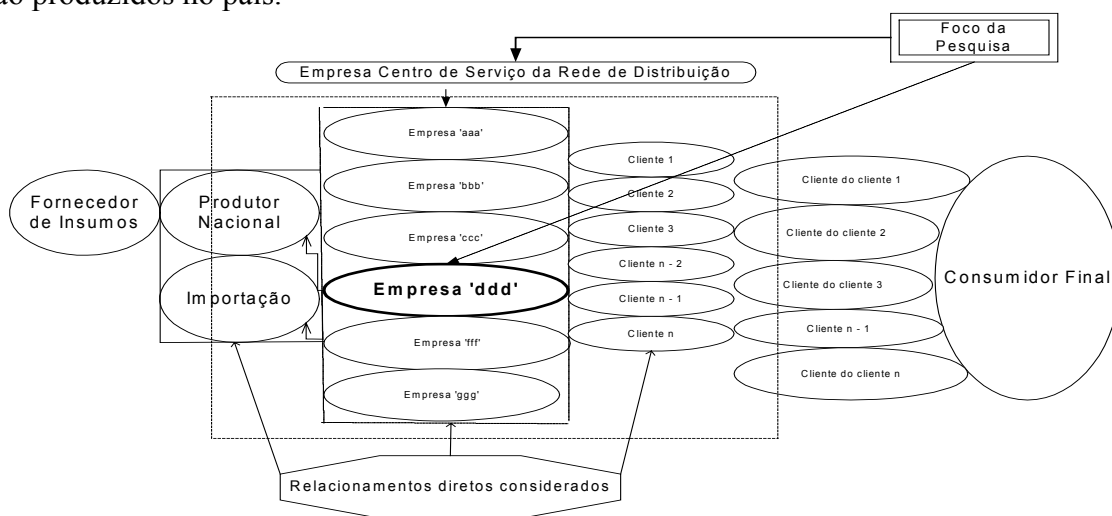 produzidos no país.
Foco da
Pesquisa
Empresa Centro de Serviço da Rede de Distribuição
Fornecedor
de Insumos
Produtor
Nacional
Importação
Empresa 'aaa'
Empresa 'bbb'
Empresa 'ccc'
Empresa 'ddd'
Empresa 'fff'
Empresa 'ggg'
Cliente 1
Cliente 2
Cliente 3
Cliente n - 2
Cliente n - 1
Cliente n
Cliente do cliente 1
Cliente do cliente 2
Cliente do cliente 3
Cliente n - 1
Cliente do cliente n
Consumidor Final
Relacionamentos diretos considerados